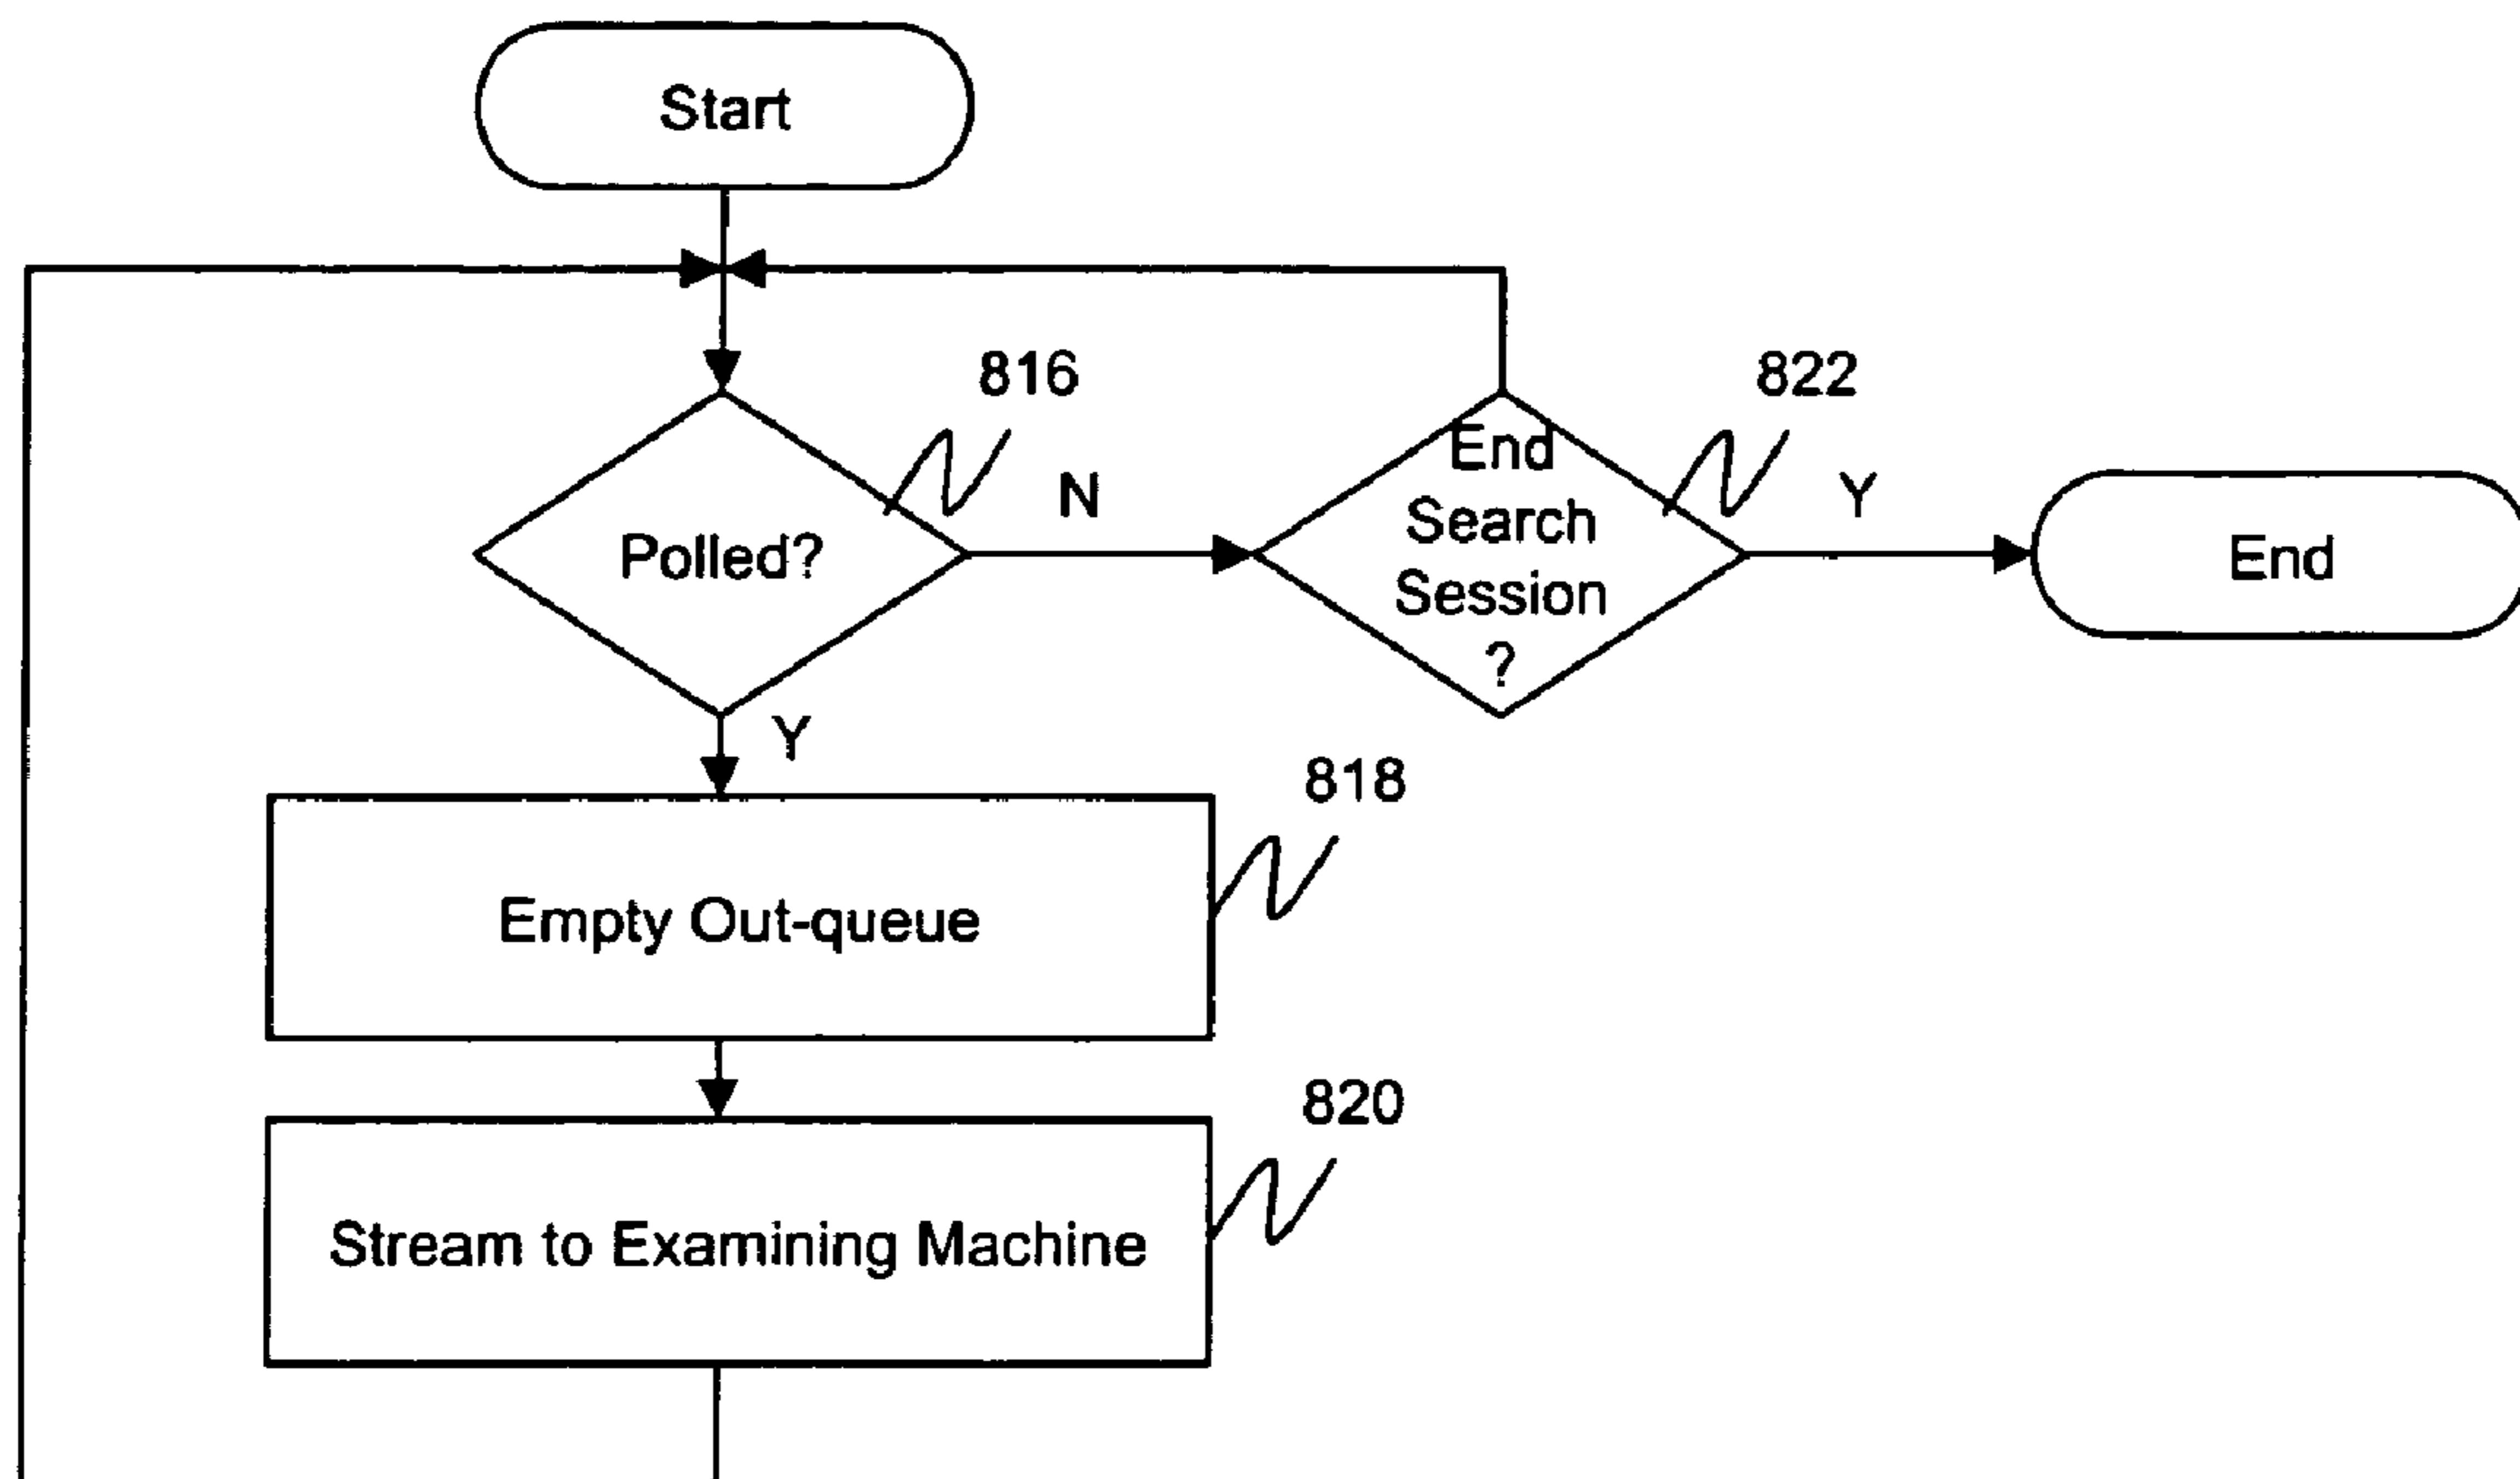 Start
816
822
N
Y
Polled?
End
Search
Session
?
End
Y
818
Empty Out-queue
820
Stream to Examining Machine